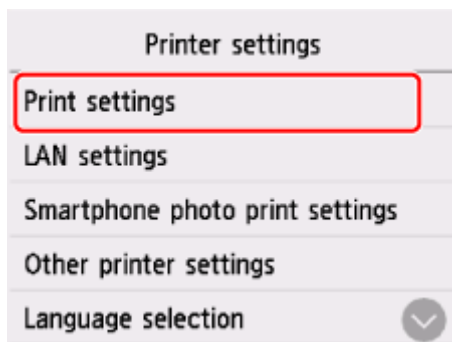 Printer settings
Print settings
LAN settings
Smartphone photo print settings
Other printer settings
Language selection